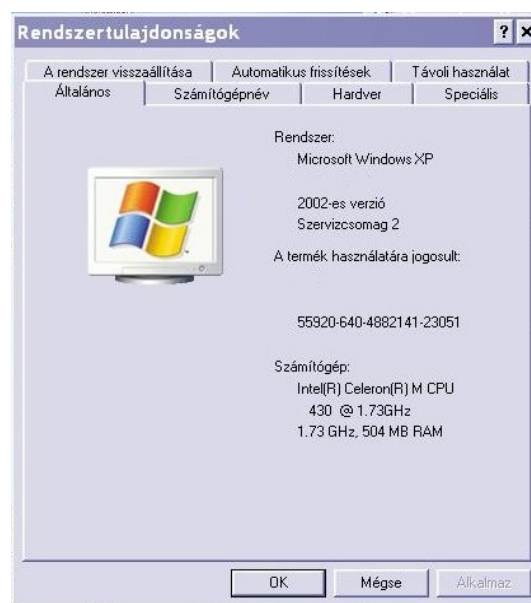 Rendszertulajdonságok
A rendszer visszaállítása
Automatikus frissítések
Távoli használat
Általános
Számítógépnév
Hardver
Speciális
Rendszer:
Microsoft Windows XP
2002-es verzió
Szervizcsomag 2
A termék használatára jogosult:
55920-640-4882141-23051
Számítógép:
Intel(R) Celeron(R) M CPU
430 @ 1.73GHz
1.73 GHz, 504 MB RAM
OK
Mégse
Alkalmaz